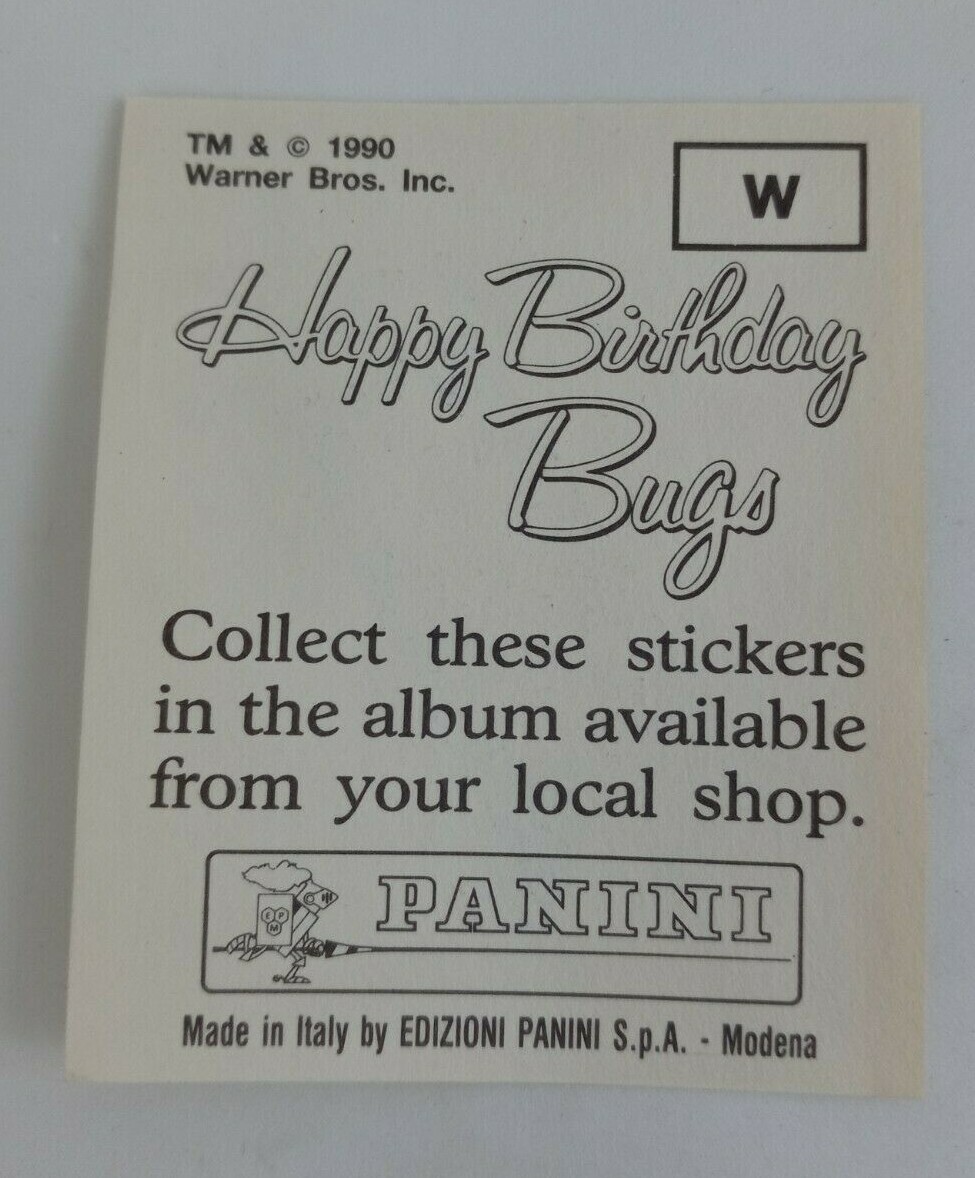 TM & © 1990
Warner Bros. Inc.
W
Happy Birthday
Bugs
Collect these stickers
in the album available
from your local shop.
E P
M
PANINI
Made in Italy by EDIZIONI PANINI S.p.A. - Modena